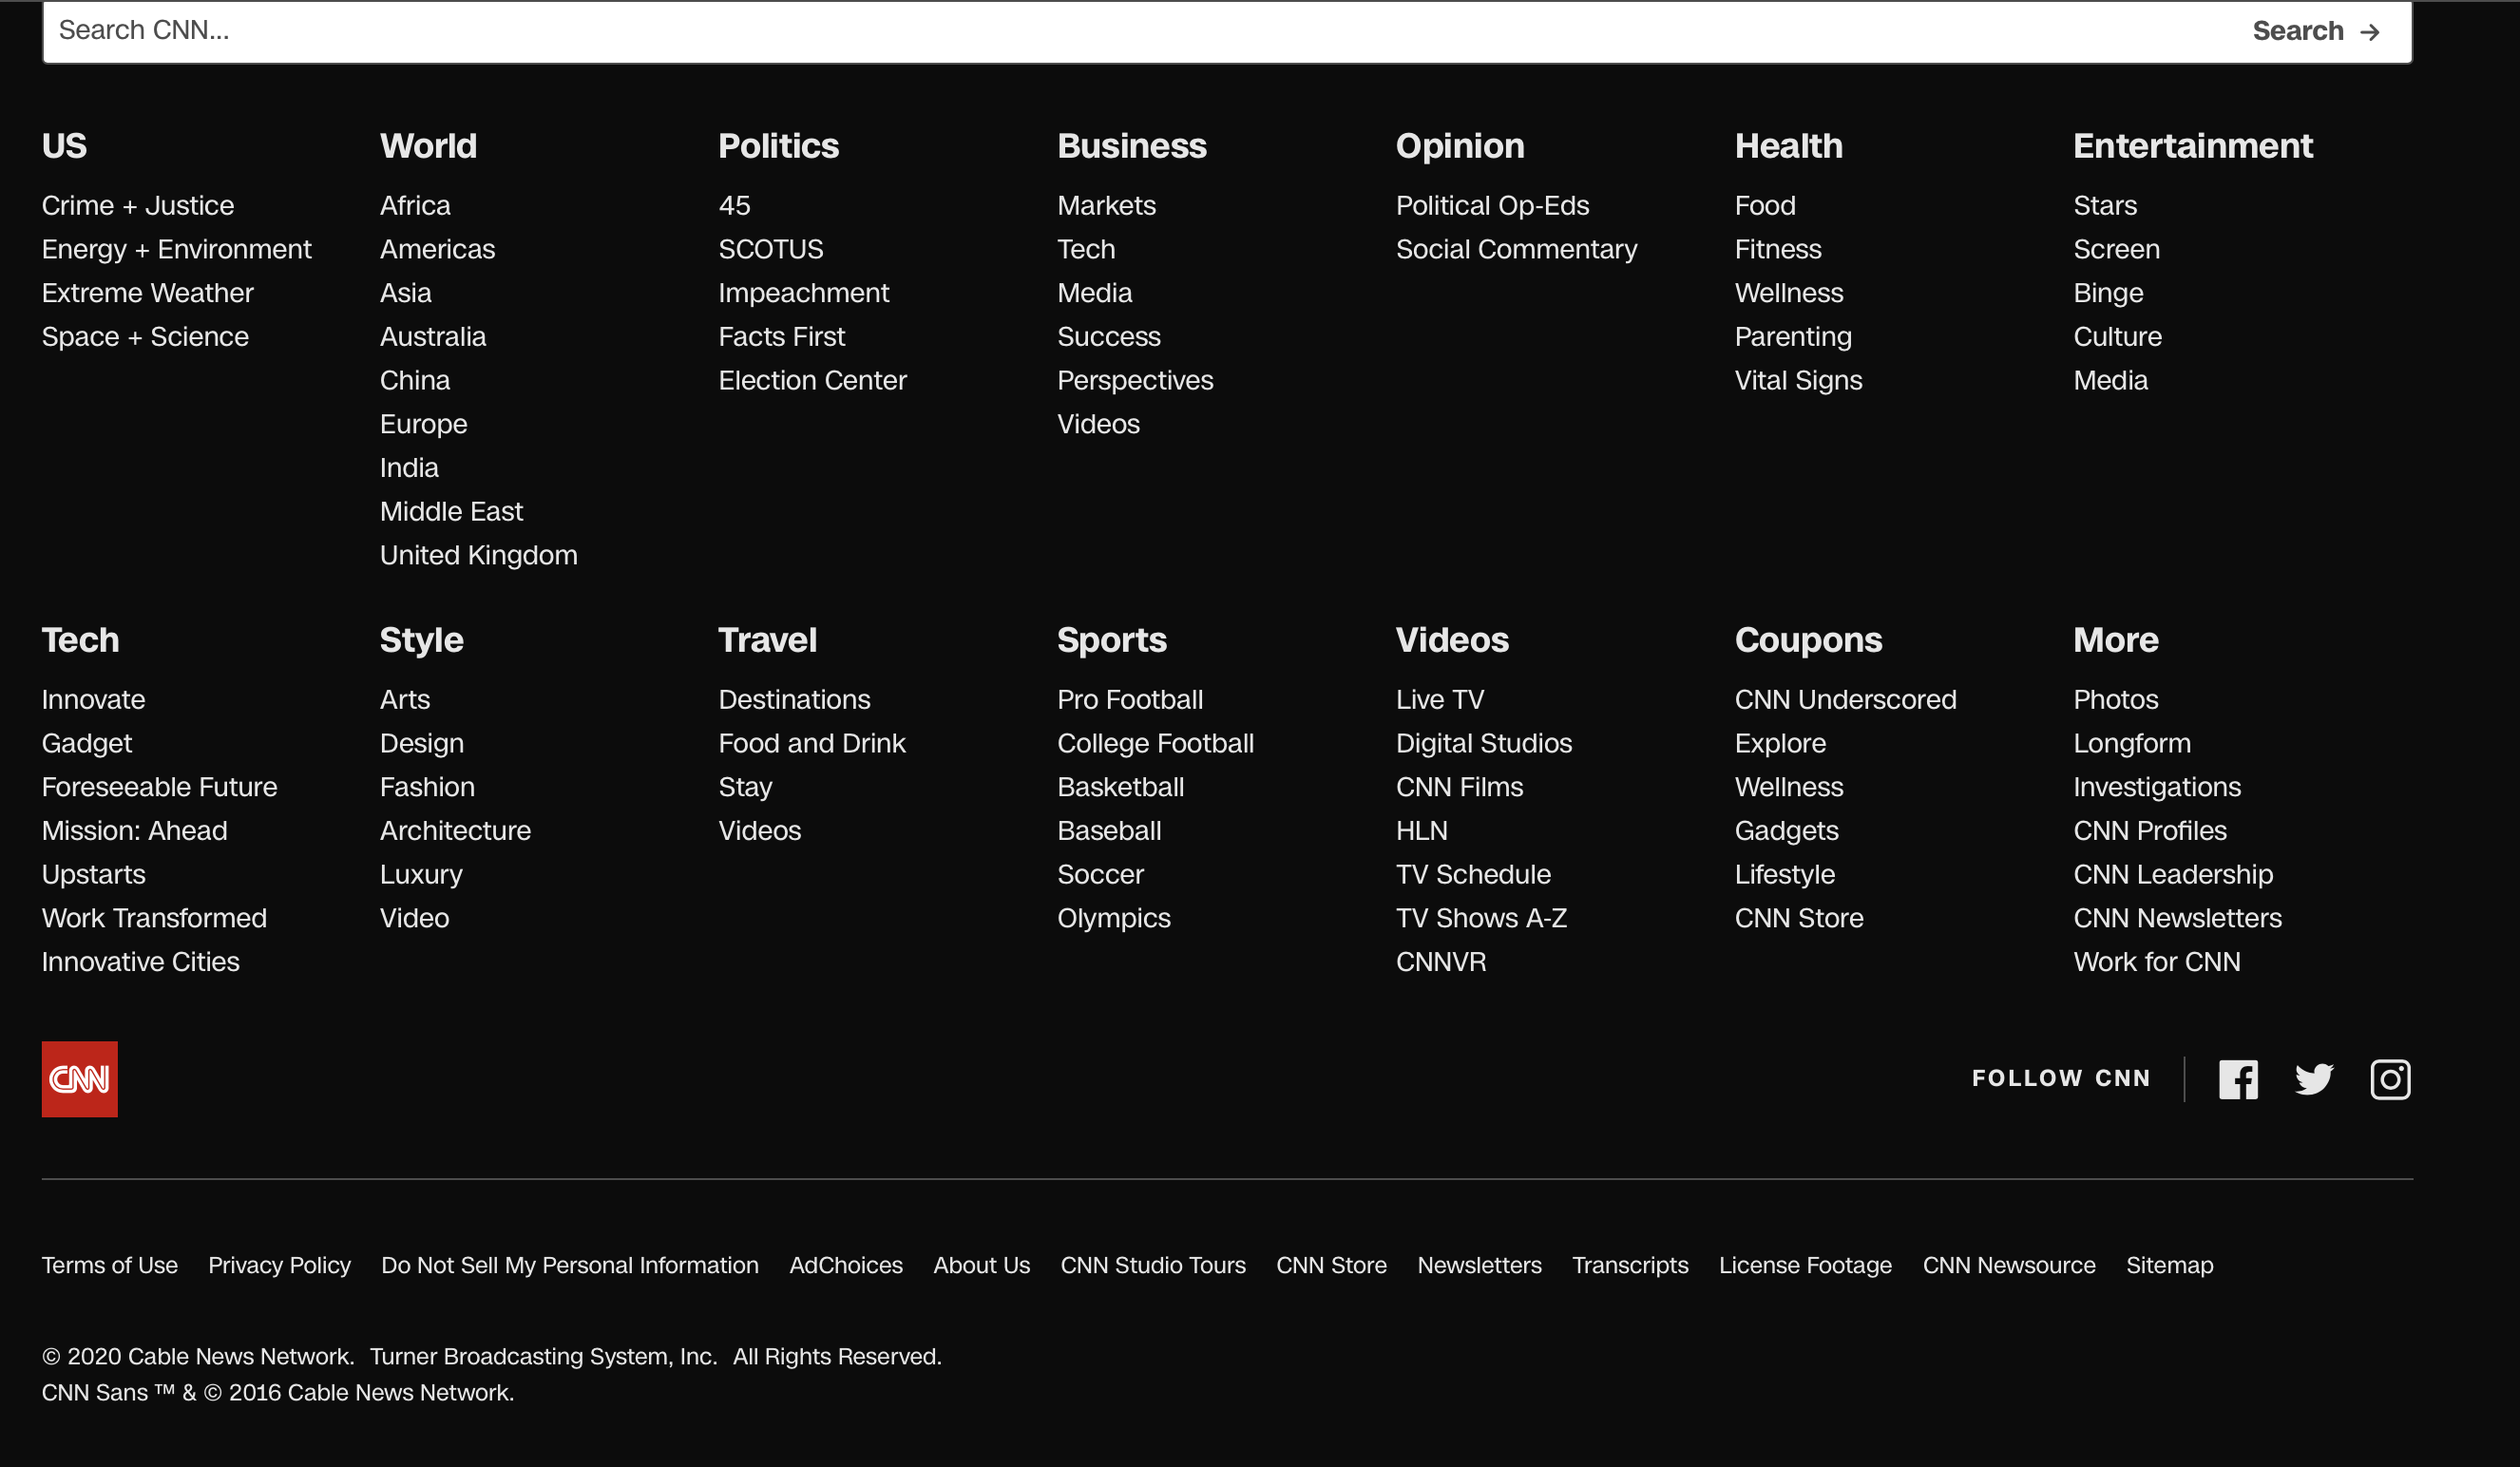 Search CNN...
Search →
US
Crime + Justice
Energy + Environment
Extreme Weather
Space + Science
World
Africa
Americas
Asia
Australia
China
Europe
India
Middle East
United Kingdom
Politics
45
SCOTUS
Impeachment
Facts First
Election Center
Business
Markets
Tech
Media
Success
Perspectives
Videos
Opinion
Political Op-Eds
Social Commentary
Health
Food
Fitness
Wellness
Parenting
Vital Signs
Entertainment
Stars
Screen
Binge
Culture
Media
Tech
Innovate
Gadget
Foreseeable Future
Mission: Ahead
Upstarts
Work Transformed
Innovative Cities
Style
Arts
Design
Fashion
Architecture
Luxury
Video
Travel
Destinations
Food and Drink
Stay
Videos
Sports
Pro Football
College Football
Basketball
Baseball
Soccer
Olympics
Videos
Live TV
Digital Studios
CNN Films
HLN
TV Schedule
TV Shows A-Z
CNNVR
Coupons
CNN Underscored
Explore
Wellness
Gadgets
Lifestyle
CNN Store
More
Photos
Longform
Investigations
CNN Profiles
CNN Leadership
CNN Newsletters
Work for CNN
CNN
FOLLOW CNN
Terms of Use Privacy Policy Do Not Sell My Personal Information AdChoices About Us CNN Studio Tours CNN Store Newsletters Transcripts License Footage CNN Newsource Sitemap
© 2020 Cable News Network. Turner Broadcasting System, Inc. All Rights Reserved.
CNN Sans ™ & © 2016 Cable News Network.